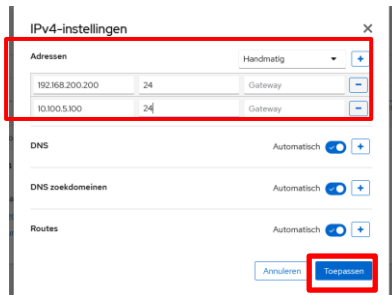 IPv4-instellingen
Adressen Handmatig
192.168.200.200 24 Gateway
10.100.5.100 24 Gateway
DNS Automatisch
DNS zoekdomeinen Automatisch
Routes Automatisch
Annuleren Toepassen